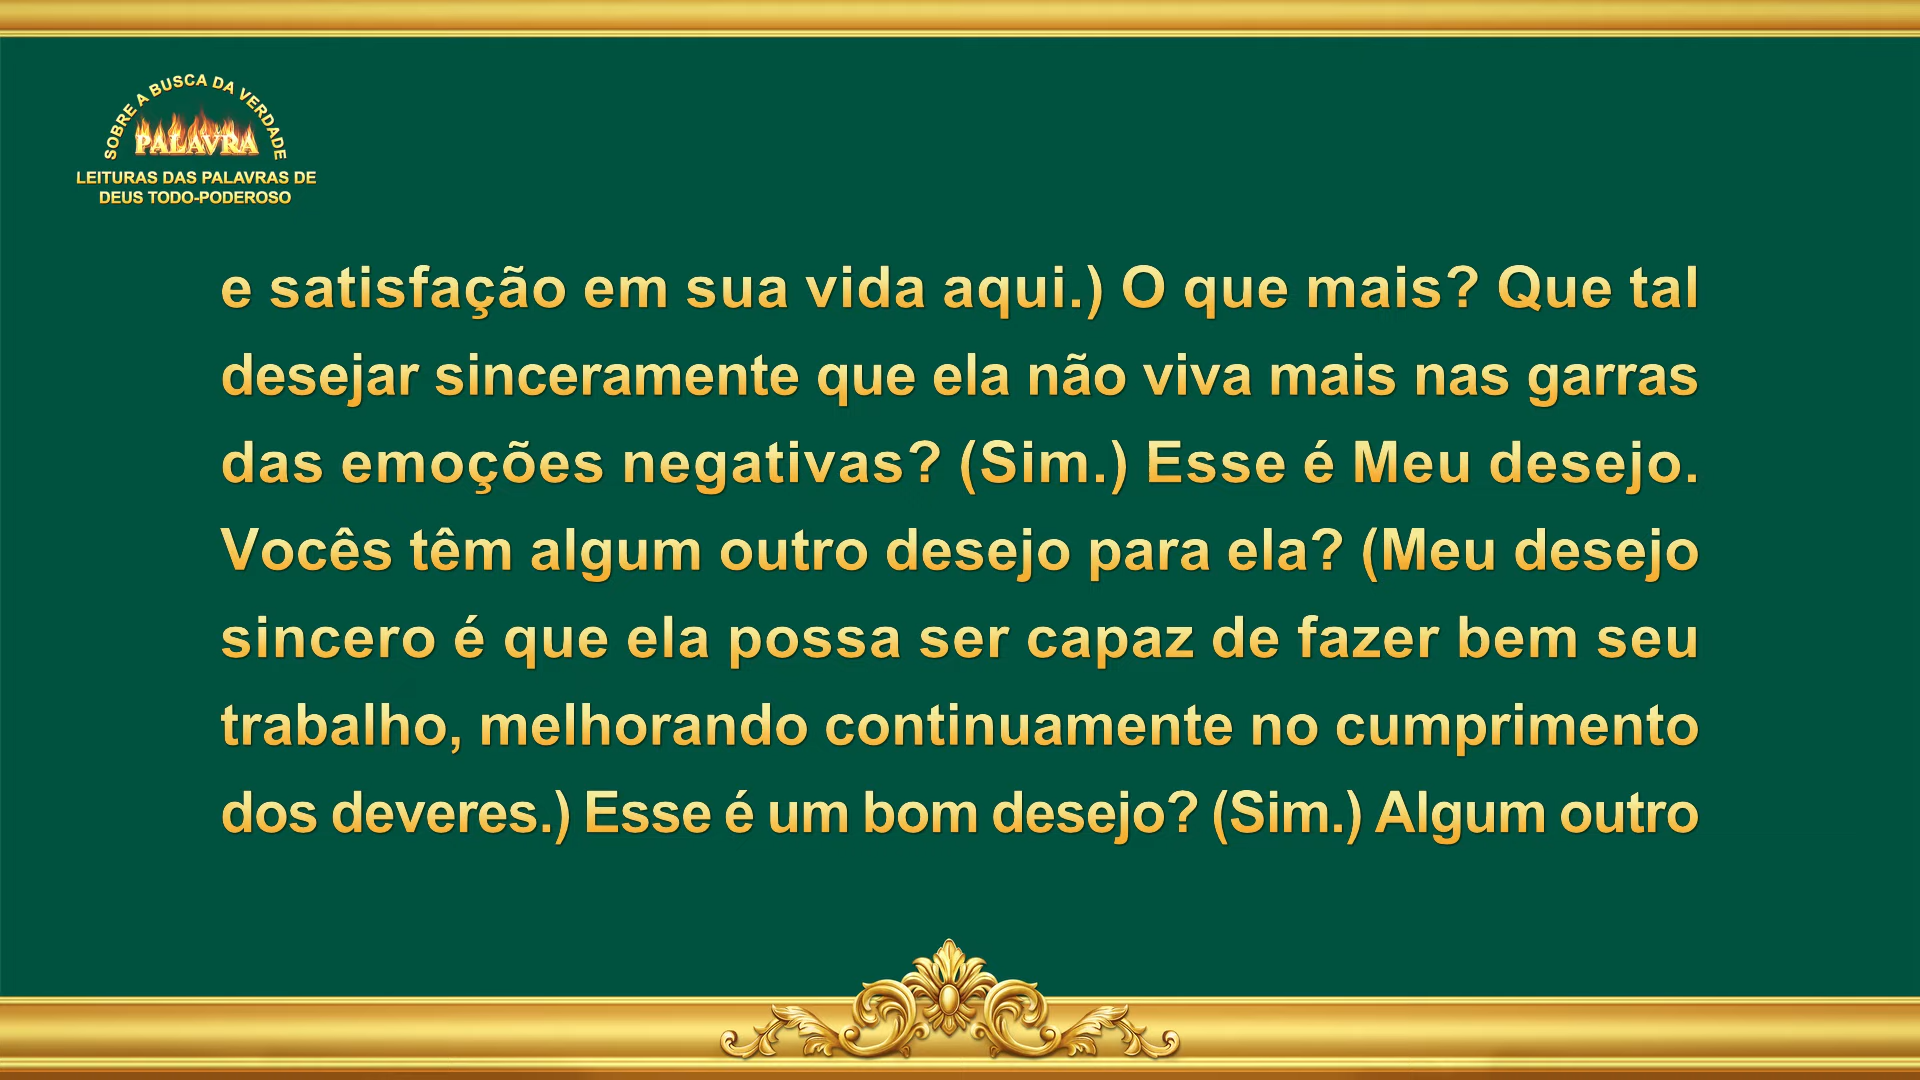 SOBRE A BUSCA DA VERDADE
PALAVRA
LEITURAS DAS PALAVRAS DE
DEUS TODO-PODEROSO
e satisfação em sua vida aqui.) O que mais? Que tal
desejar sinceramente que ela não viva mais nas garras
das emoções negativas? (Sim.) Esse é Meu desejo.
Vocês têm algum outro desejo para ela? (Meu desejo
sincero é que ela possa ser capaz de fazer bem seu
trabalho, melhorando continuamente no cumprimento
dos deveres.) Esse é um bom desejo? (Sim.) Algum outro